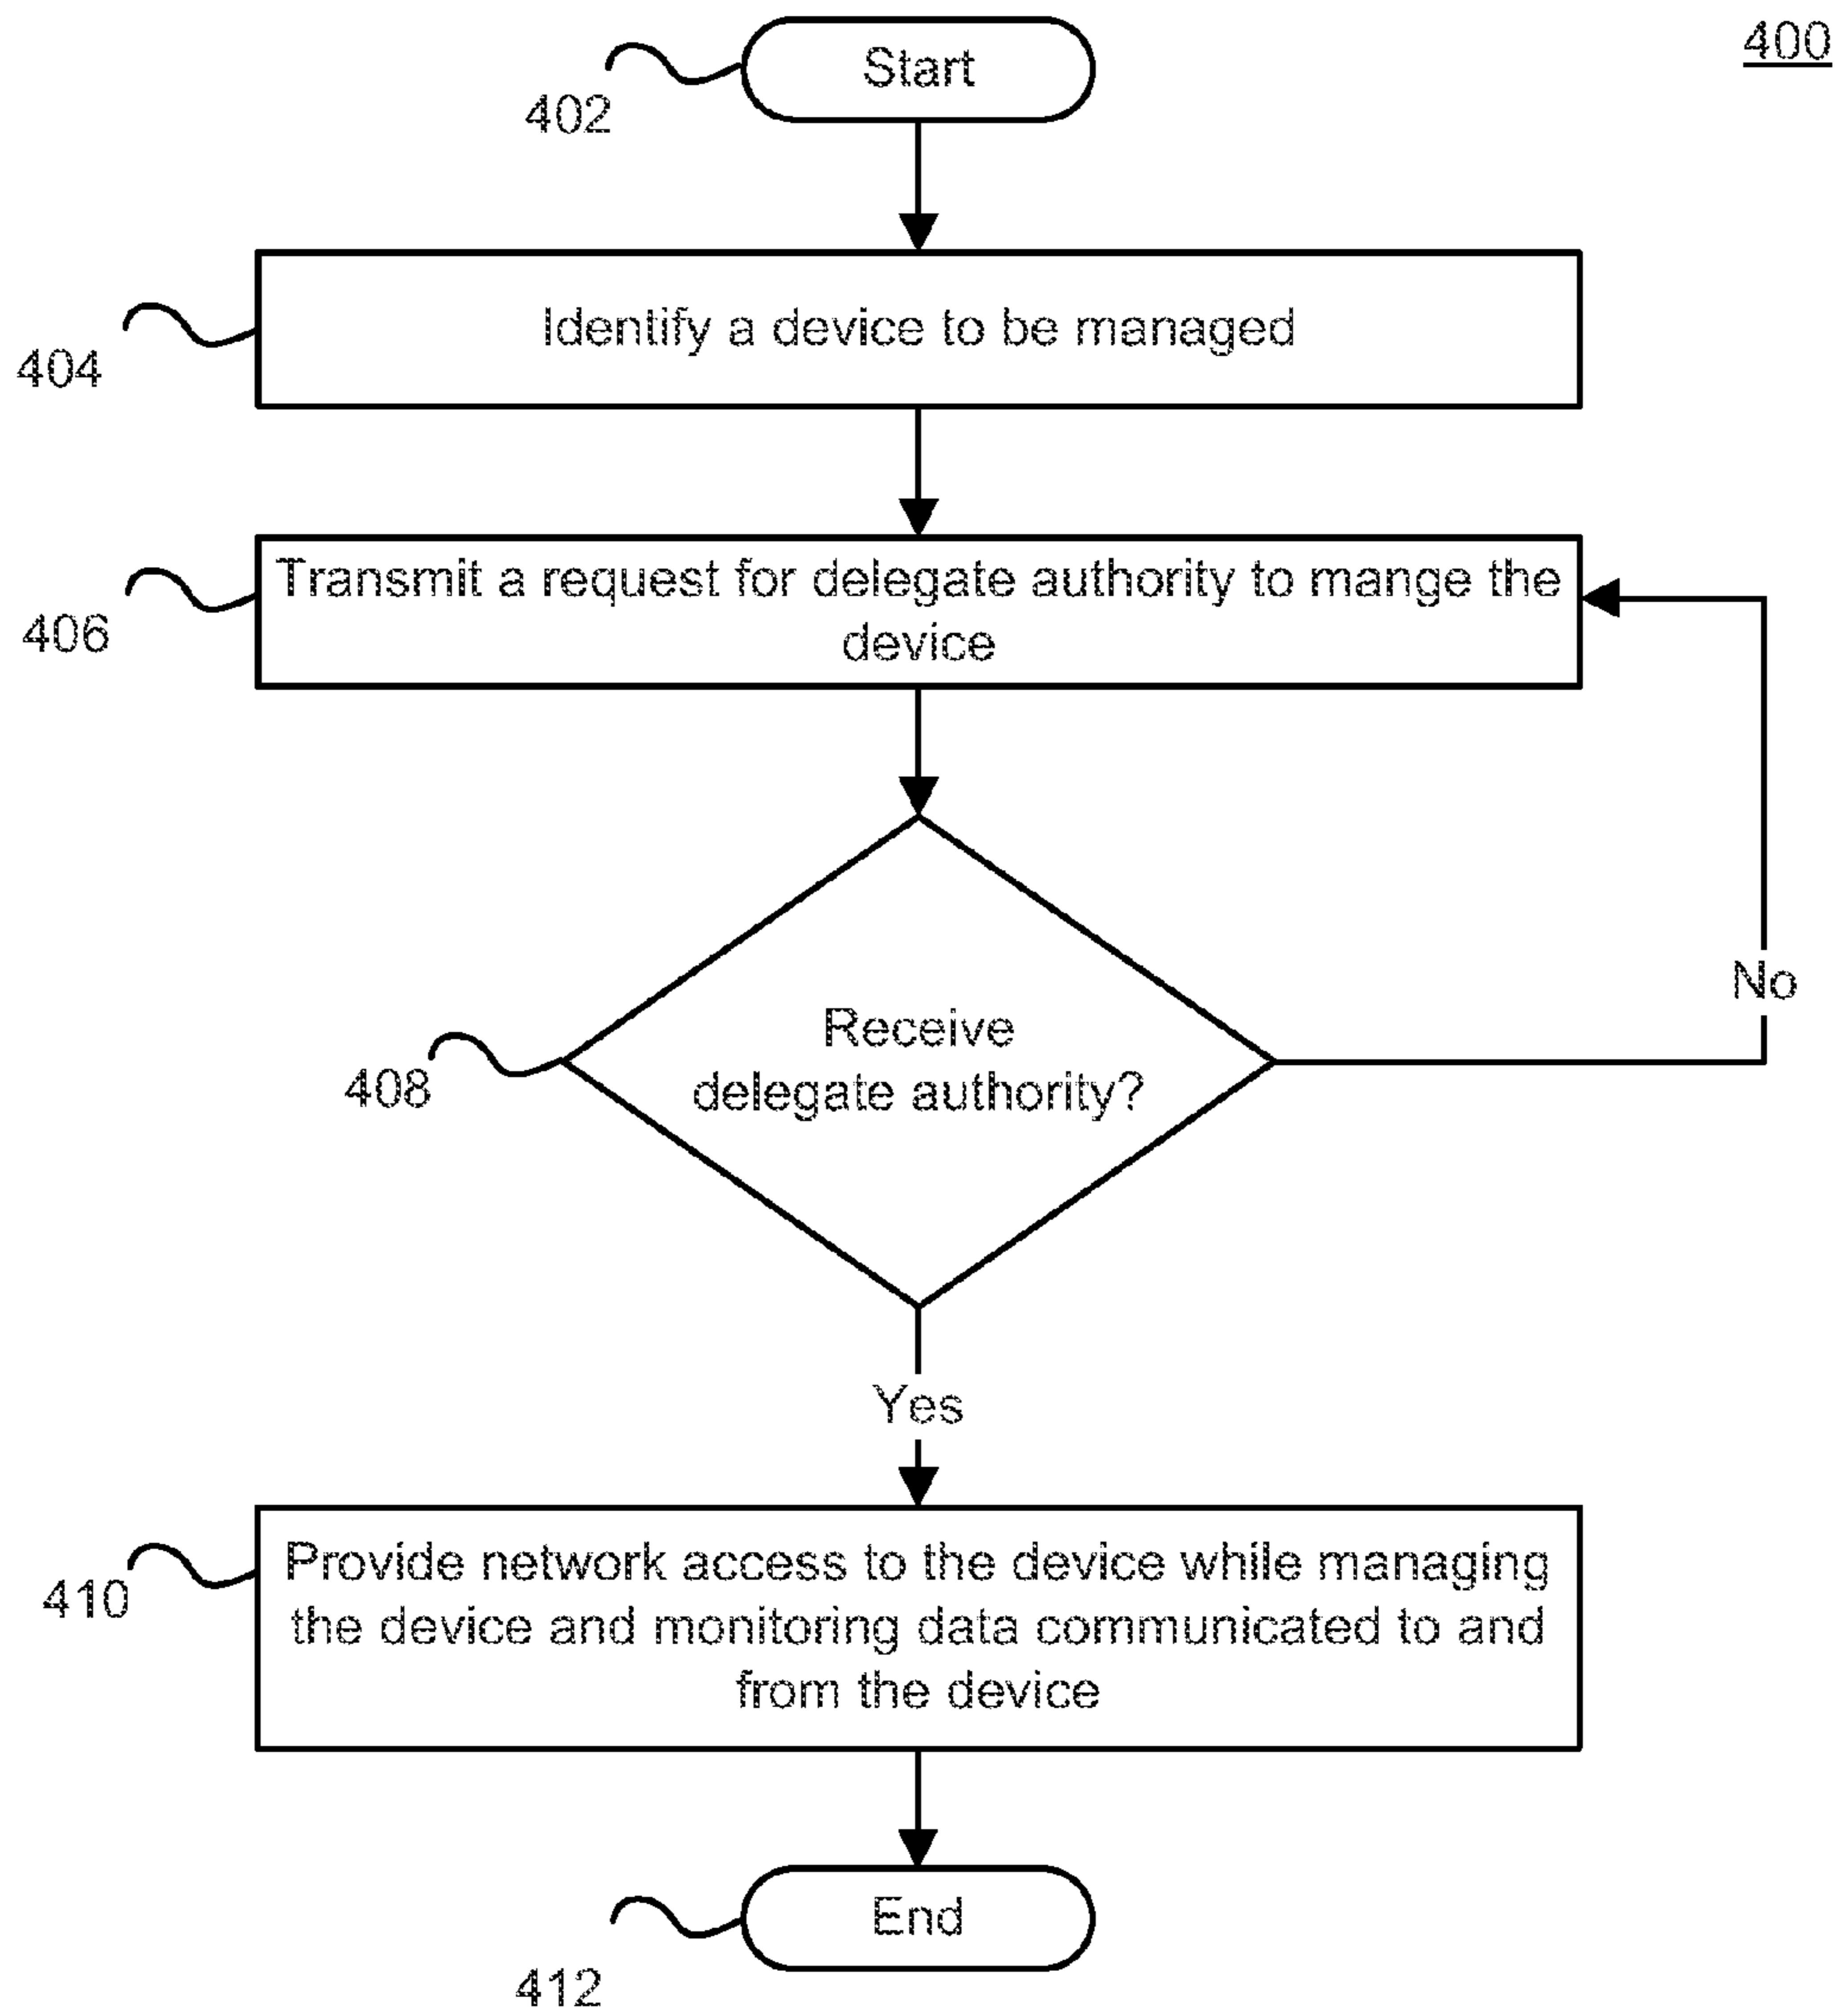 400
Start
402
Identify a device to be managed
404
Transmit a request for delegate authority to mange the
device
406
No
Receive
delegate authority?
408
Yes
Provide network access to the device while managing
the device and monitoring data communicated to and
from the device
410
End
412